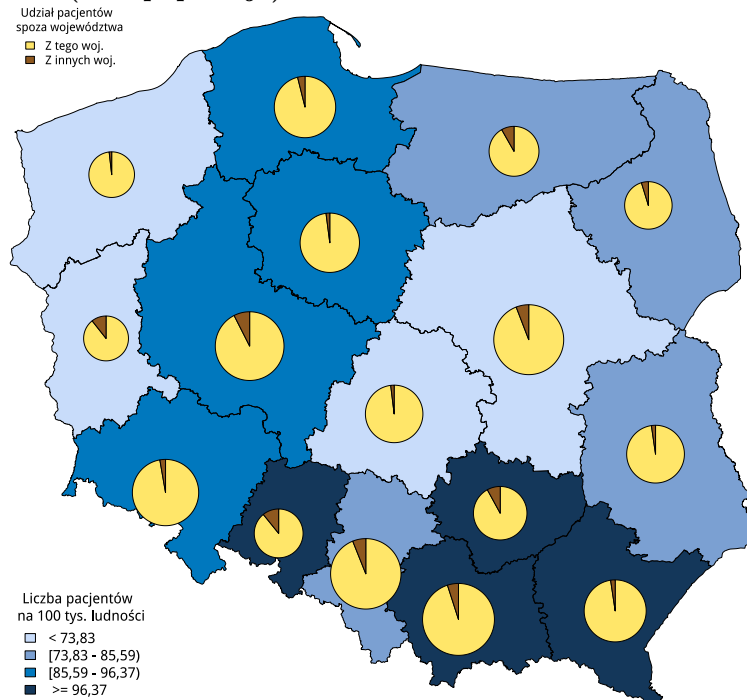 Udział pacjentów
spoza województwa
Z tego woj.
Z innych woj.
Liczba pacjentów
na 100 tys. ludności
< 73,83
[73,83 - 85,59)
[85,59 - 96,37)
>= 96,37